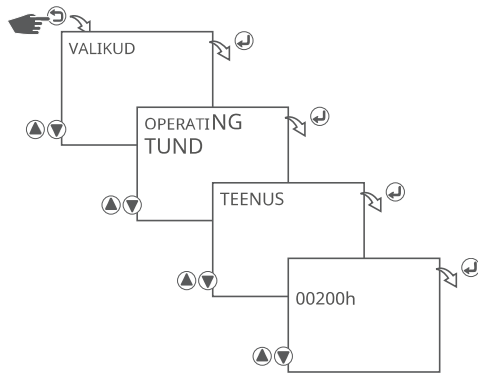 VALIKUD
OPERATING
TUND
TEENUS
00200h